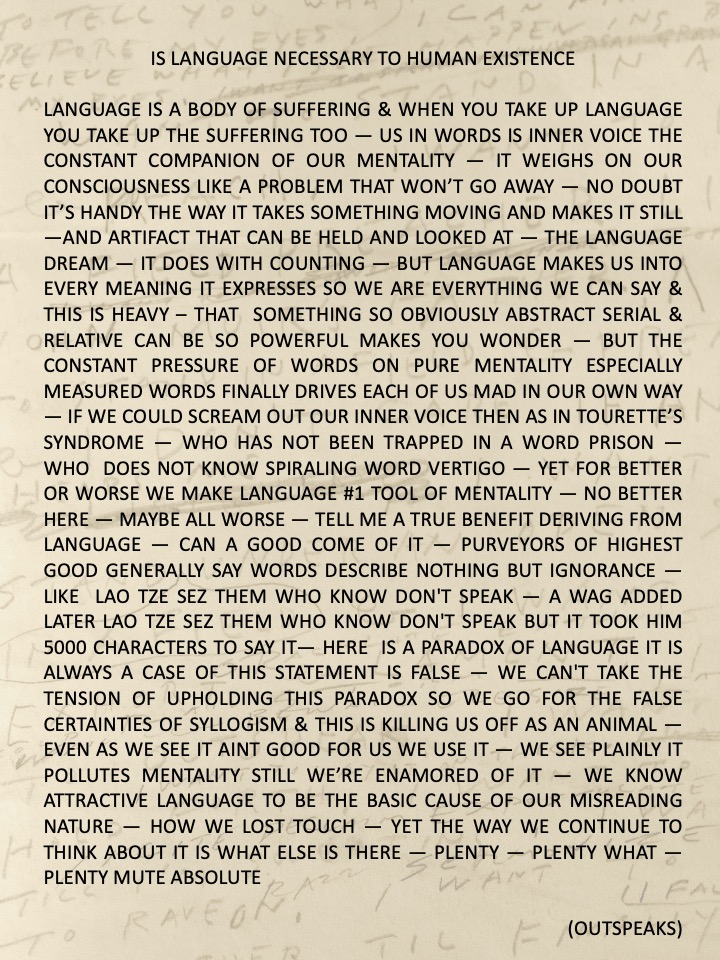 IS LANGUAGE NECESSARY TO HUMAN EXISTENCE
LANGUAGE IS A BODY OF SUFFERING & WHEN YOU TAKE UP LANGUAGE
YOU TAKE UP THE SUFFERING TOO — US IN WORDS IS INNER VOICE THE
CONSTANT COMPANION OF OUR MENTALITY — IT WEIGHS ON OUR
CONSCIOUSNESS LIKE A PROBLEM THAT WON’T GO AWAY — NO DOUBT
IT’S HANDY THE WAY IT TAKES SOMETHING MOVING AND MAKES IT STILL
—AND ARTIFACT THAT CAN BE HELD AND LOOKED AT — THE LANGUAGE
DREAM — IT DOES WITH COUNTING — BUT LANGUAGE MAKES US INTO
EVERY MEANING IT EXPRESSES SO WE ARE EVERYTHING WE CAN SAY &
THIS IS HEAVY – THAT SOMETHING SO OBVIOUSLY ABSTRACT SERIAL &
RELATIVE CAN BE SO POWERFUL MAKES YOU WONDER — BUT THE
CONSTANT PRESSURE OF WORDS ON PURE MENTALITY ESPECIALLY
MEASURED WORDS FINALLY DRIVES EACH OF US MAD IN OUR OWN WAY
— IF WE COULD SCREAM OUT OUR INNER VOICE THEN AS IN TOURETTE’S
SYNDROME — WHO HAS NOT BEEN TRAPPED IN A WORD PRISON —
WHO DOES NOT KNOW SPIRALING WORD VERTIGO — YET FOR BETTER
OR WORSE WE MAKE LANGUAGE #1 TOOL OF MENTALITY — NO BETTER
HERE — MAYBE ALL WORSE — TELL ME A TRUE BENEFIT DERIVING FROM
LANGUAGE — CAN A GOOD COME OF IT — PURVEYORS OF HIGHEST
GOOD GENERALLY SAY WORDS DESCRIBE NOTHING BUT IGNORANCE —
LIKE LAO TZE SEZ THEM WHO KNOW DON'T SPEAK — A WAG ADDED
LATER LAO TZE SEZ THEM WHO KNOW DON'T SPEAK BUT IT TOOK HIM
5000 CHARACTERS TO SAY IT— HERE IS A PARADOX OF LANGUAGE IT IS
ALWAYS A CASE OF THIS STATEMENT IS FALSE — WE CAN'T TAKE THE
TENSION OF UPHOLDING THIS PARADOX SO WE GO FOR THE FALSE
CERTAINTIES OF SYLLOGISM & THIS IS KILLING US OFF AS AN ANIMAL —
EVEN AS WE SEE IT AINT GOOD FOR US WE USE IT — WE SEE PLAINLY IT
POLLUTES MENTALITY STILL WE’RE ENAMORED OF IT — WE KNOW
ATTRACTIVE LANGUAGE TO BE THE BASIC CAUSE OF OUR MISREADING
NATURE — HOW WE LOST TOUCH — YET THE WAY WE CONTINUE TO
THINK ABOUT IT IS WHAT ELSE IS THERE — PLENTY — PLENTY WHAT —
PLENTY MUTE ABSOLUTE
(OUTSPEAKS)